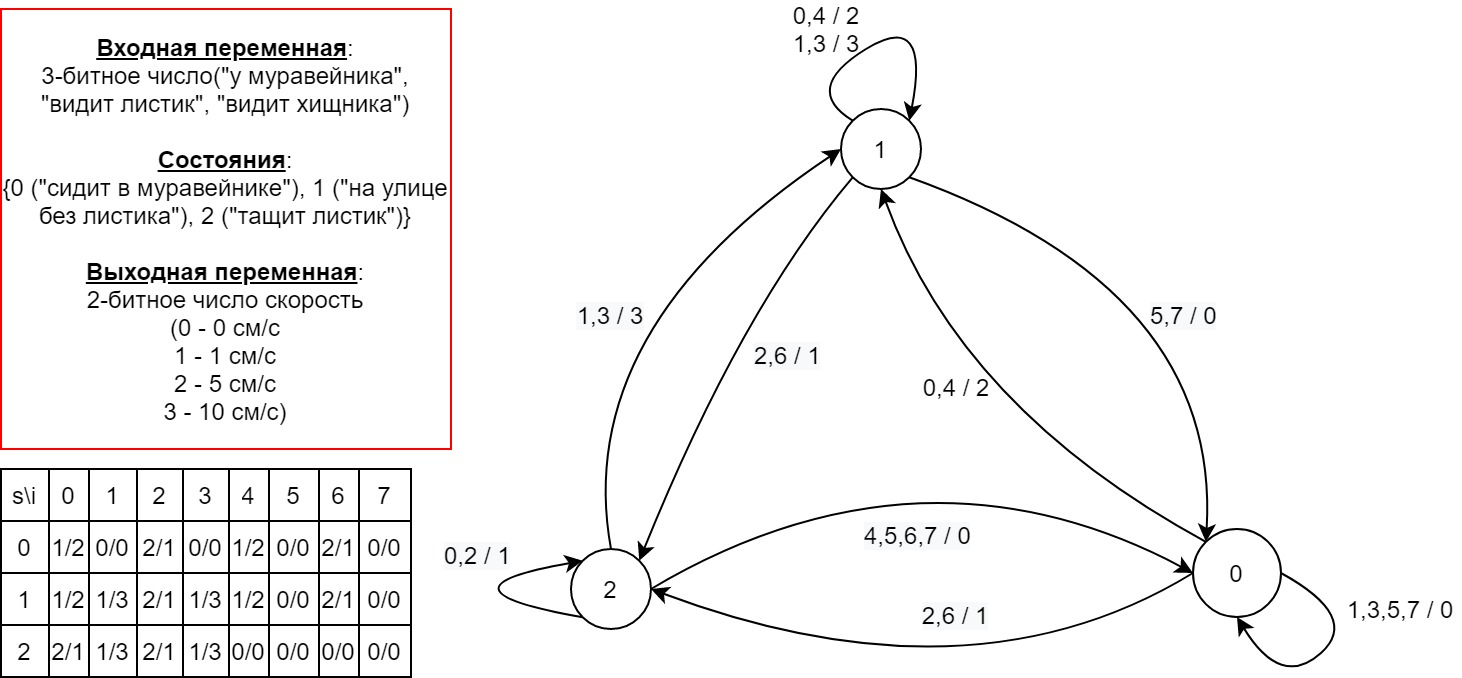 Входная переменная:
3-битное число("у муравейника",
"видит листик", "видит хищника")
Состояния:
{0 ("сидит в муравейнике"), 1 ("на улице
без листика"), 2 ("тащит листик")}
Выходная переменная:
2-битное число скорость
(0 - 0 см/с
1 - 1 см/с
2 - 5 см/с
3 - 10 см/с)
s\i 0 1 2 3 4 5 6 7
0 1/2 0/0 2/1 0/0 1/2 0/0 2/1 0/0
1 1/2 1/3 2/1 1/3 1/2 0/0 2/1 0/0
2 2/1 1/3 2/1 1/3 0/0 0/0 0/0 0/0
0,4 / 2
1,3 / 3
1
1,3 / 3
2,6 / 1
5,7 / 0
0,4 / 2
0,2 / 1
2
4,5,6,7 / 0
2,6 / 1
0
1,3,5,7 / 0